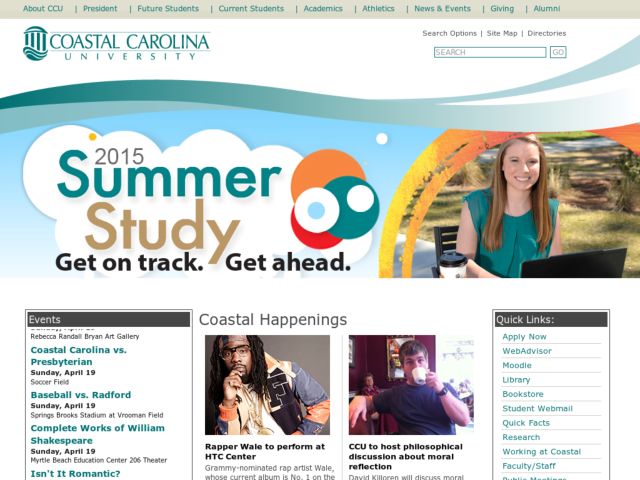 About CCU | President | Future Students | Current Students | Academics | Athletics | News & Events | Giving | Alumni
COASTAL CAROLINA
UNIVERSITY
Search Options | Site Map | Directories
SEARCH GO
2015
Summer
Study
Get on track. Get ahead.
Events
Rebecca Randall Bryan Art Gallery
Coastal Carolina vs.
Presbyterian
Sunday, April 19
Soccer Field
Baseball vs. Radford
Sunday, April 19
Springs Brooks Stadium at Vrooman Field
Complete Works of William
Shakespeare
Sunday, April 19
Myrtle Beach Education Center 206 Theater
Isn't It Romantic?
Coastal Happenings
Rapper Wale to perform at
HTC Center
Grammy-nominated rap artist Wale,
whose current album is No. 1 on the
CCU to host philosophical
discussion about moral
reflection
David Killoren will discuss moral
Quick Links:
Apply Now
WebAdvisor
Moodle
Library
Bookstore
Student Webmail
Quick Facts
Research
Working at Coastal
Faculty/Staff
Public Meetings